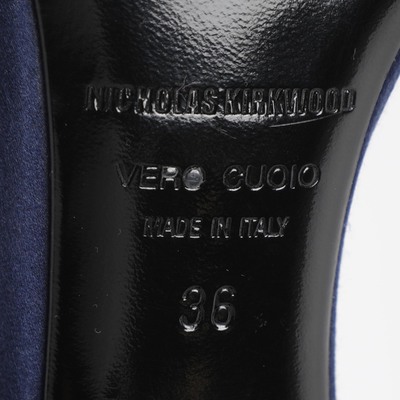 NICHOLAS KIRKWOOD
VERO CUOIO
MADE IN ITALY
36